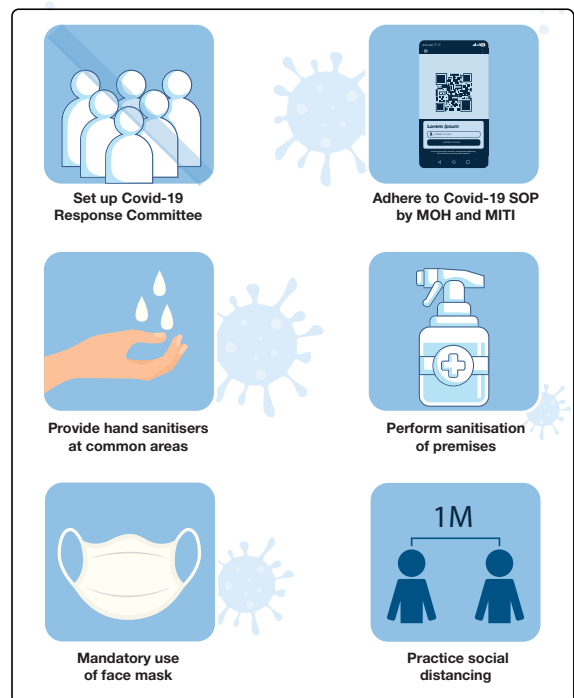 Set up Covid-19
Response Committee
Lorem Ipsum
Adhere to Covid-19 SOP
by MOH and MITI
Provide hand sanitisers
at common areas
Perform sanitisation
of premises
1M
Mandatory use
of face mask
Practice social
distancing